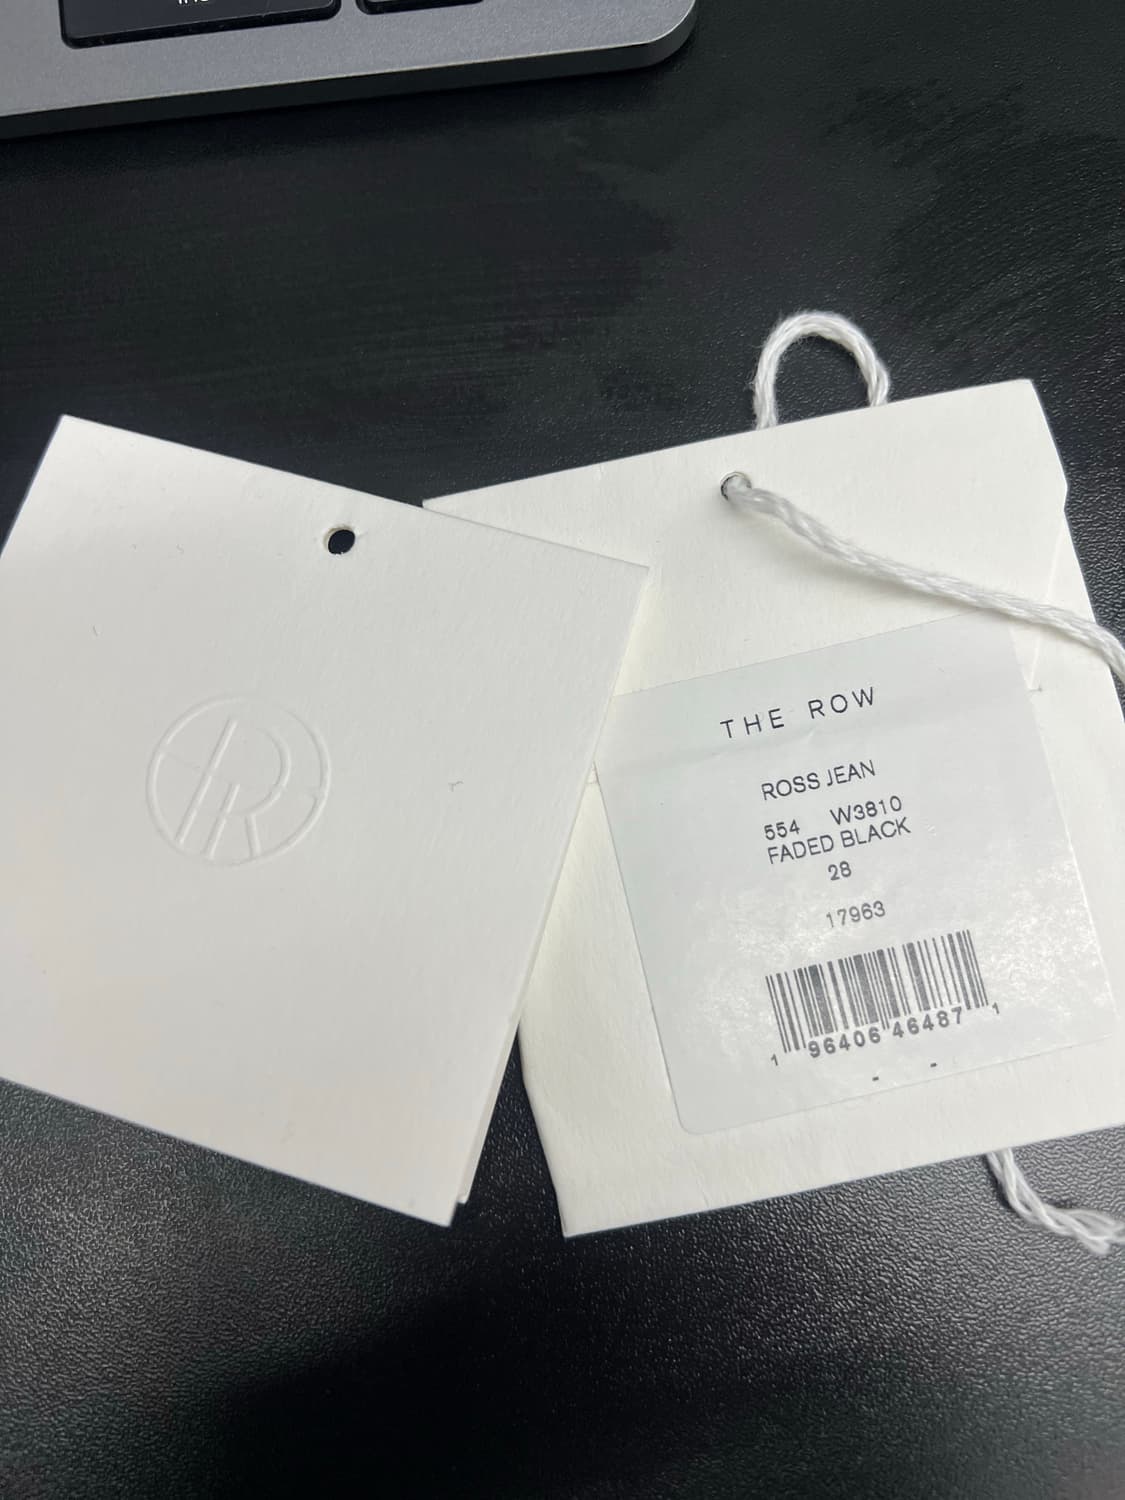 THE ROW
ROSS JEAN
554 W3810
FADED BLACK
28
17963
1 96406 46487 1